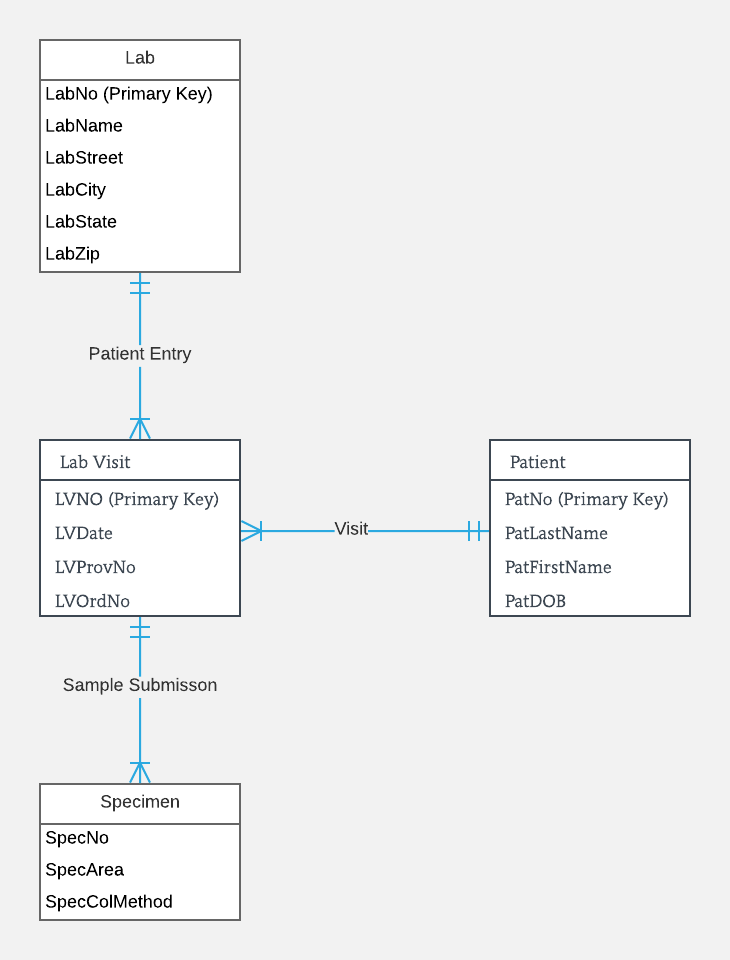 Lab
LabNo (Primary Key)
LabName
LabStreet
LabCity
LabState
LabZip
Patient Entry
Lab Visit
LVNO (Primary Key)
LVDate
LVProvNo
LVOrdNo
Visit
Patient
PatNo (Primary Key)
PatLastName
PatFirstName
PatDOB
Sample Submisson
Specimen
SpecNo
SpecArea
SpecColMethod